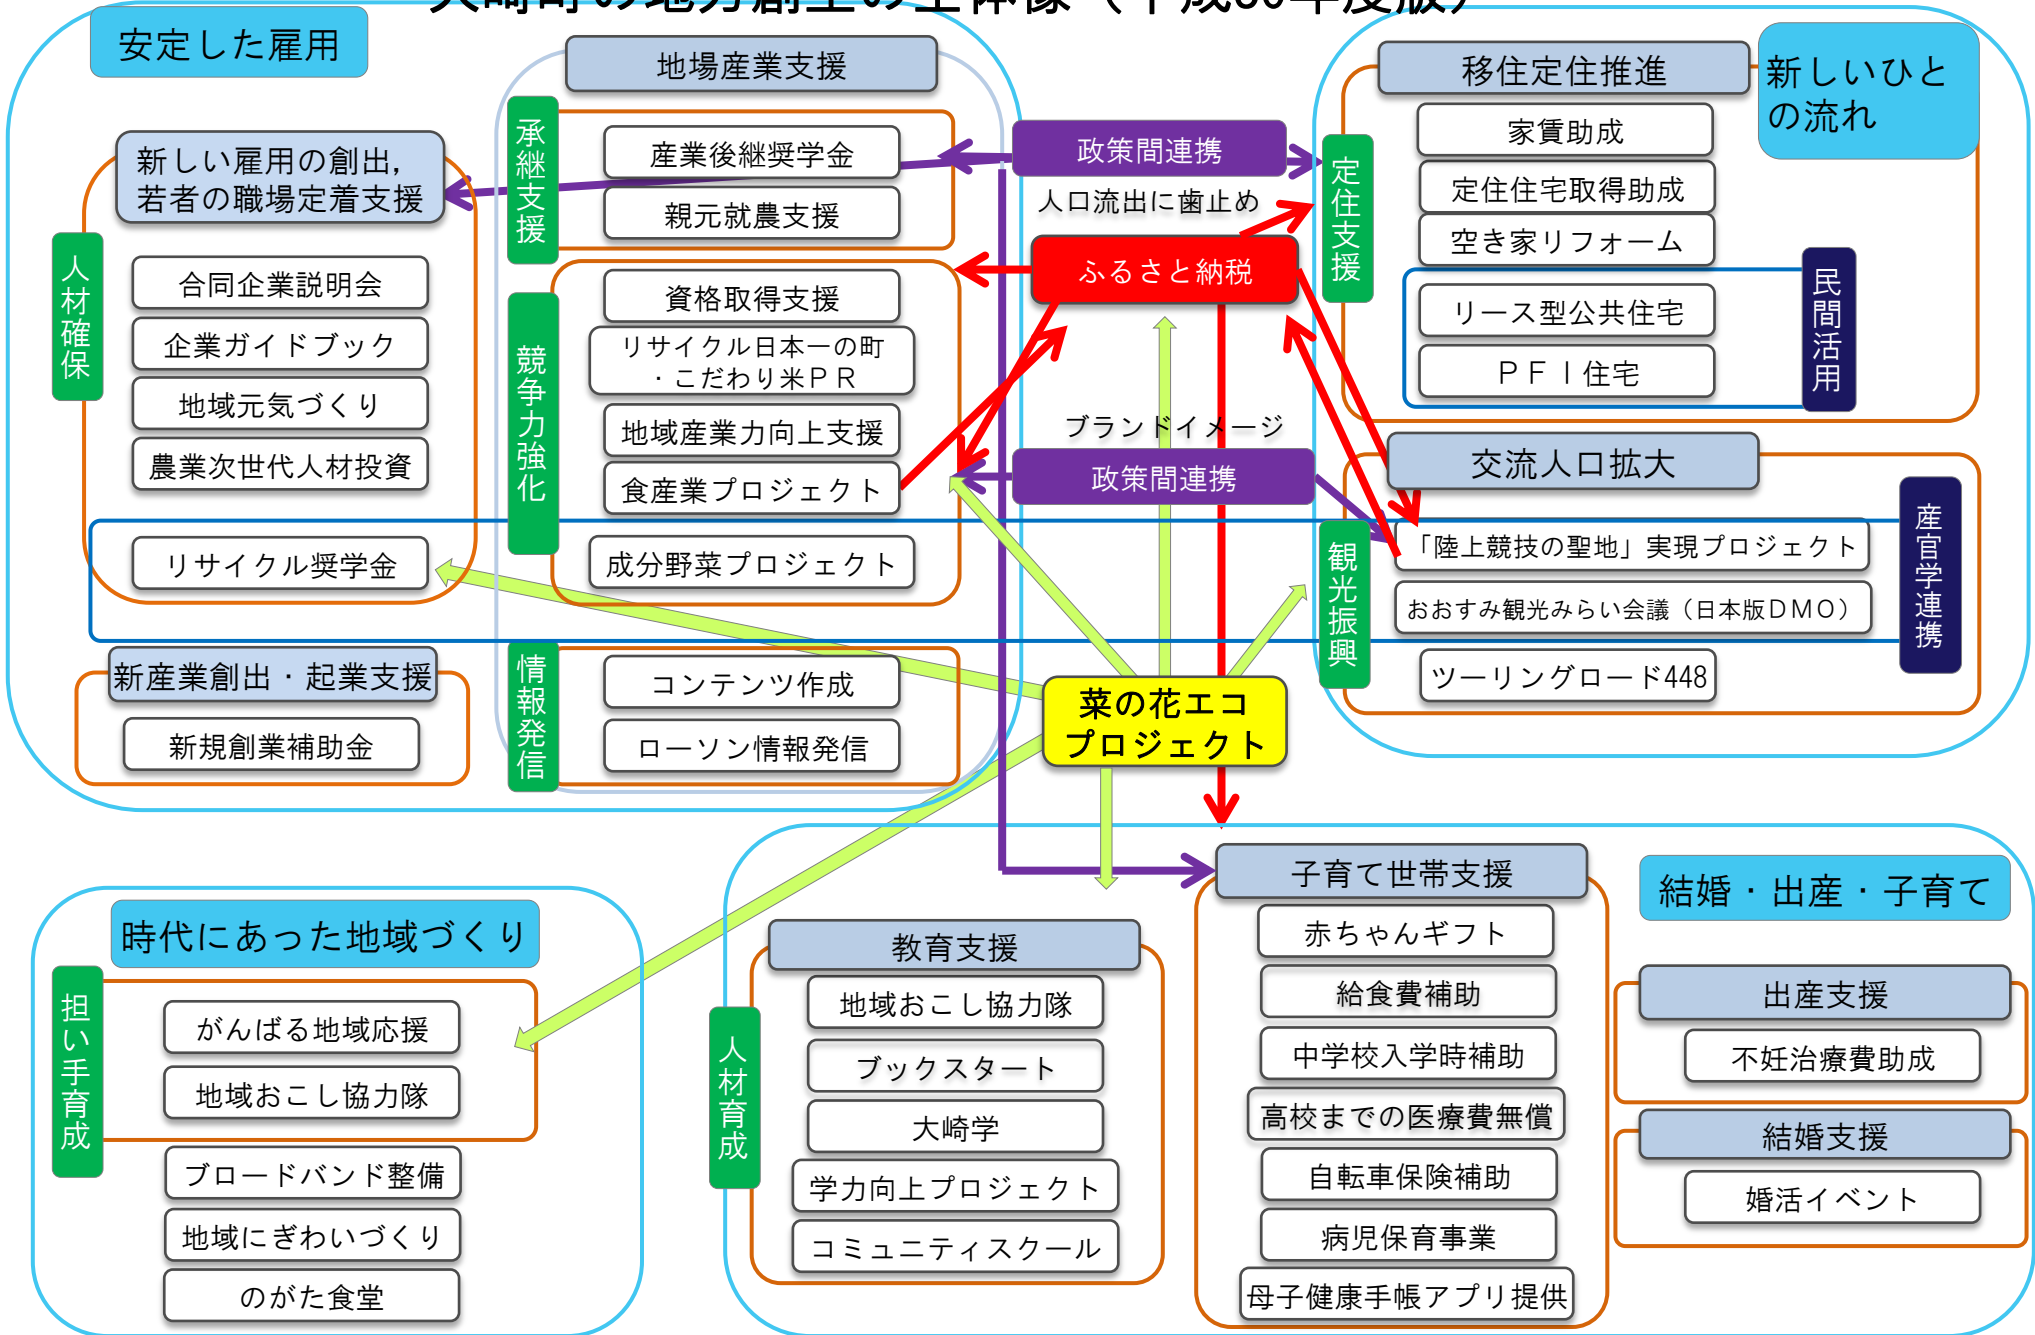 大崎町の地方創生の全体像（平成30年度版）
安定した雇用
新しい雇用の創出，
若者の職場定着支援
人材確保
合同企業説明会
企業ガイドブック
地域元気づくり
農業次世代人材投資
リサイクル奨学金
新産業創出・起業支援
新規創業補助金
地場産業支援
承継支援
産業後継奨学金
親元就農支援
競争力強化
資格取得支援
リサイクル日本一の町
・こだわり米ＰＲ
地域産業力向上支援
食産業プロジェクト
成分野菜プロジェクト
情報発信
コンテンツ作成
ローソン情報発信
政策間連携
人口流出に歯止め
ふるさと納税
ブランドイメージ
政策間連携
菜の花エコ
プロジェクト
新しいひと
の流れ
移住定住推進
定住支援
家賃助成
定住住宅取得助成
空き家リフォーム
リース型公共住宅
ＰＦＩ住宅
民間活用
交流人口拡大
観光振興
「陸上競技の聖地」実現プロジェクト
おおすみ観光みらい会議（日本版ＤＭＯ）
ツーリングロード448
産官学連携
時代にあった地域づくり
担い手育成
がんばる地域応援
地域おこし協力隊
ブロードバンド整備
地域にぎわいづくり
のがた食堂
結婚・出産・子育て
教育支援
人材育成
地域おこし協力隊
ブックスタート
大崎学
学力向上プロジェクト
コミュニティスクール
子育て世帯支援
赤ちゃんギフト
給食費補助
中学校入学時補助
高校までの医療費無償
自転車保険補助
病児保育事業
母子健康手帳アプリ提供
出産支援
不妊治療費助成
結婚支援
婚活イベント